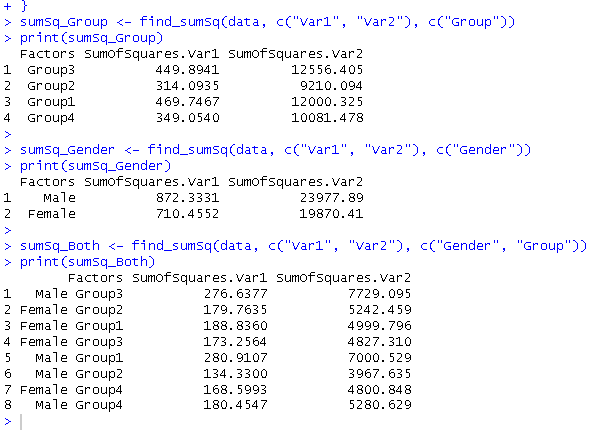 + }
> sumSq_Group <- find_sumSq(data, c("Var1", "Var2"), c("Group"))
> print(sumSq_Group)
  Factors SumOfSquares.Var1 SumOfSquares.Var2
1  Group3          449.8941         12556.405
2  Group2          314.0935          9210.094
3  Group1          469.7467         12000.325
4  Group4          349.0540         10081.478
>
> sumSq_Gender <- find_sumSq(data, c("Var1", "Var2"), c("Gender"))
> print(sumSq_Gender)
  Factors SumOfSquares.Var1 SumOfSquares.Var2
1    Male          872.3331          23977.89
2  Female          710.4552          19870.41
>
> sumSq_Both <- find_sumSq(data, c("Var1", "Var2"), c("Gender", "Group"))
> print(sumSq_Both)
        Factors SumOfSquares.Var1 SumOfSquares.Var2
1   Male Group3          276.6377          7729.095
2 Female Group2          179.7635          5242.459
3 Female Group1          188.8360          4999.796
4 Female Group3          173.2564          4827.310
5   Male Group1          280.9107          7000.529
6   Male Group2          134.3300          3967.635
7 Female Group4          168.5993          4800.848
8   Male Group4          180.4547          5280.629
>